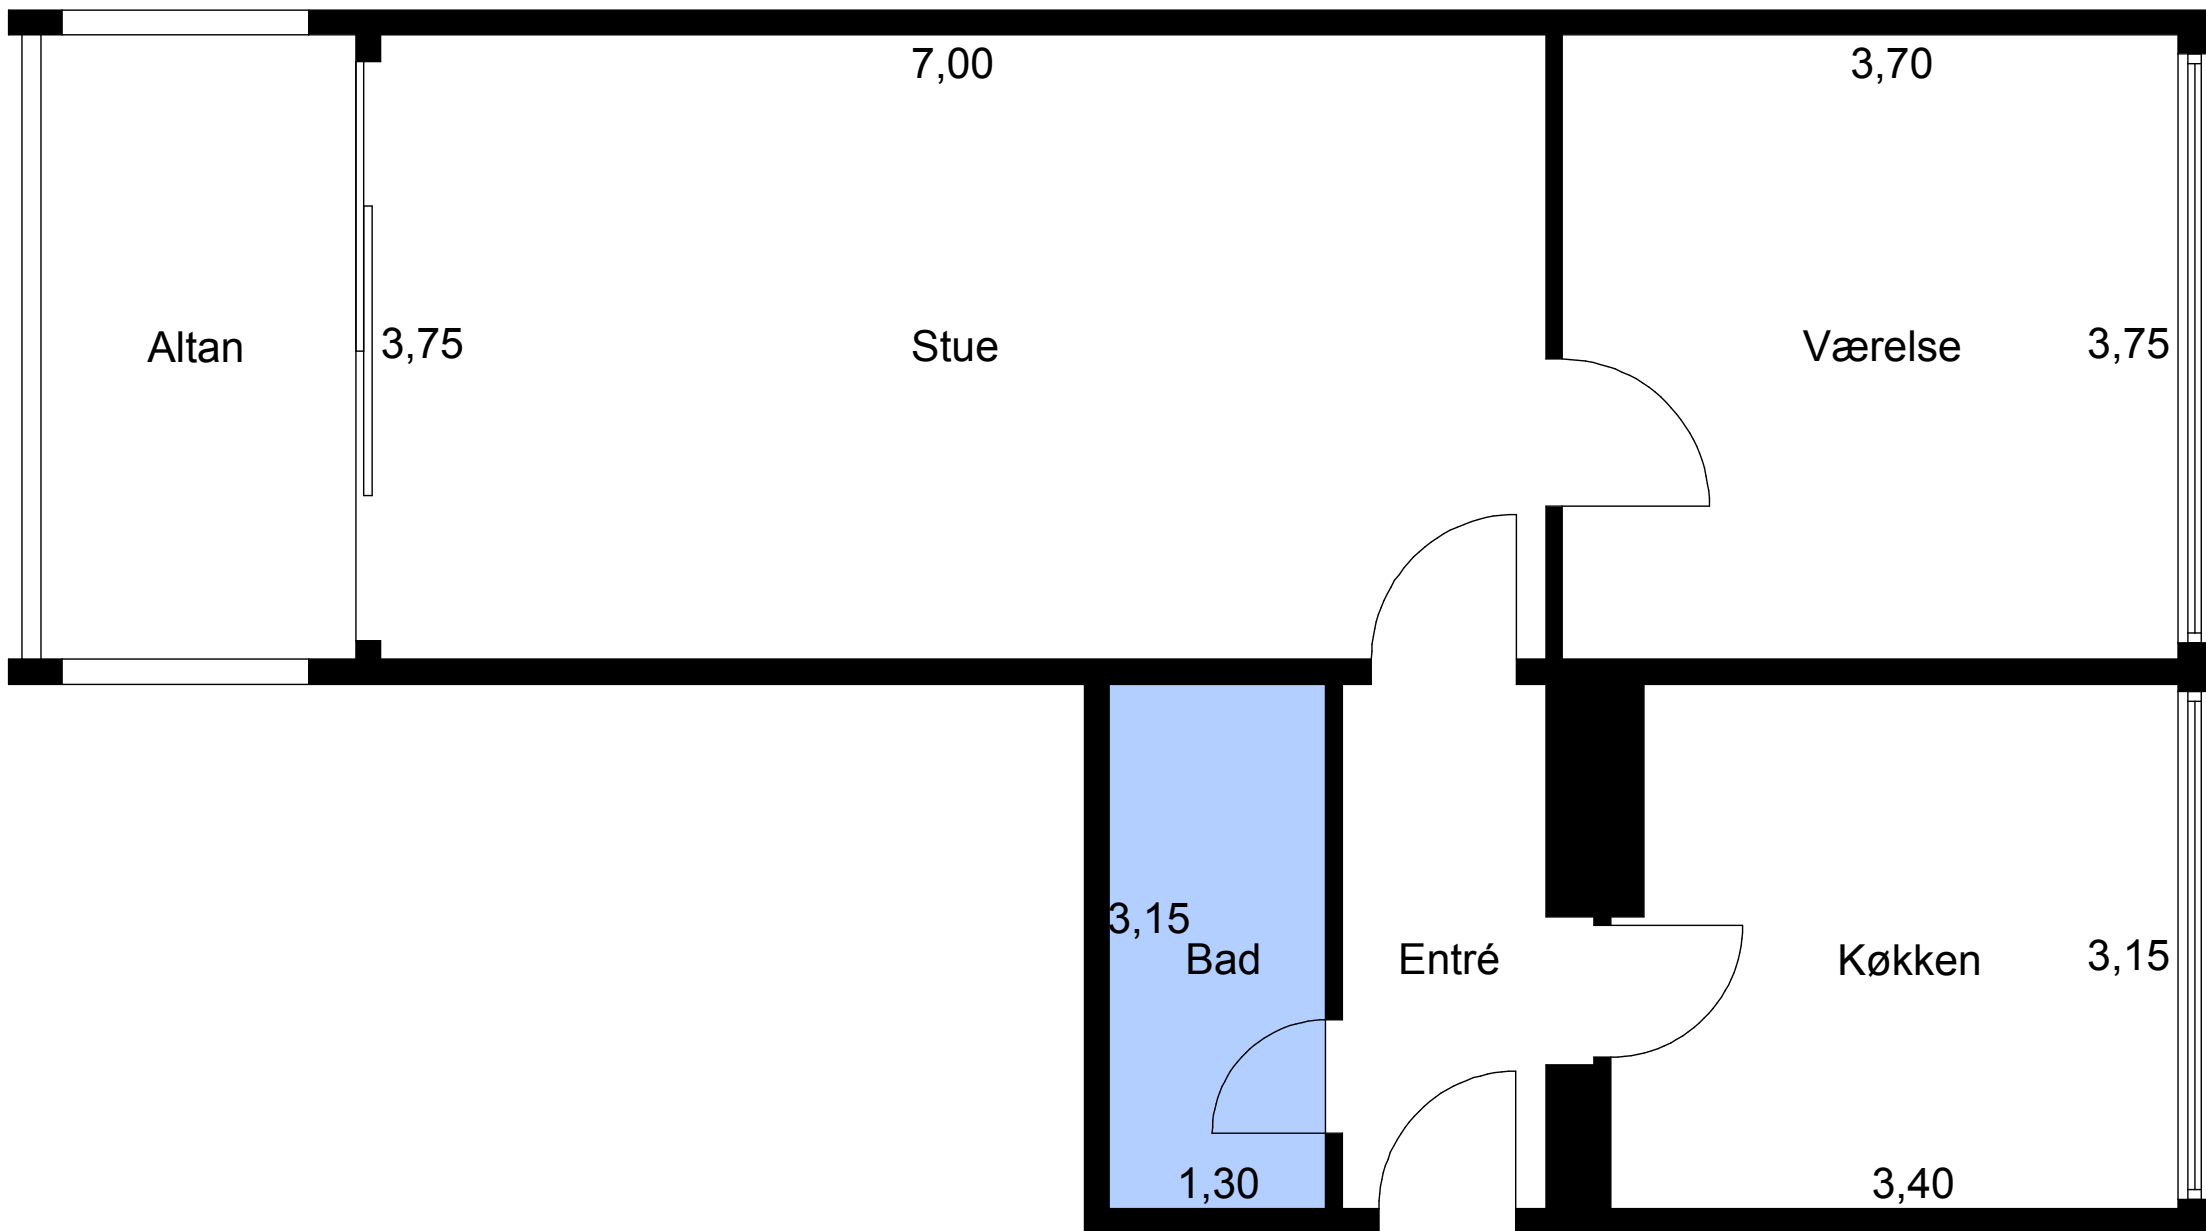 7,00
3,70
Altan
3,75
Stue
Værelse
3,75
3,15
Bad
Entré
Køkken
3,15
1,30
3,40